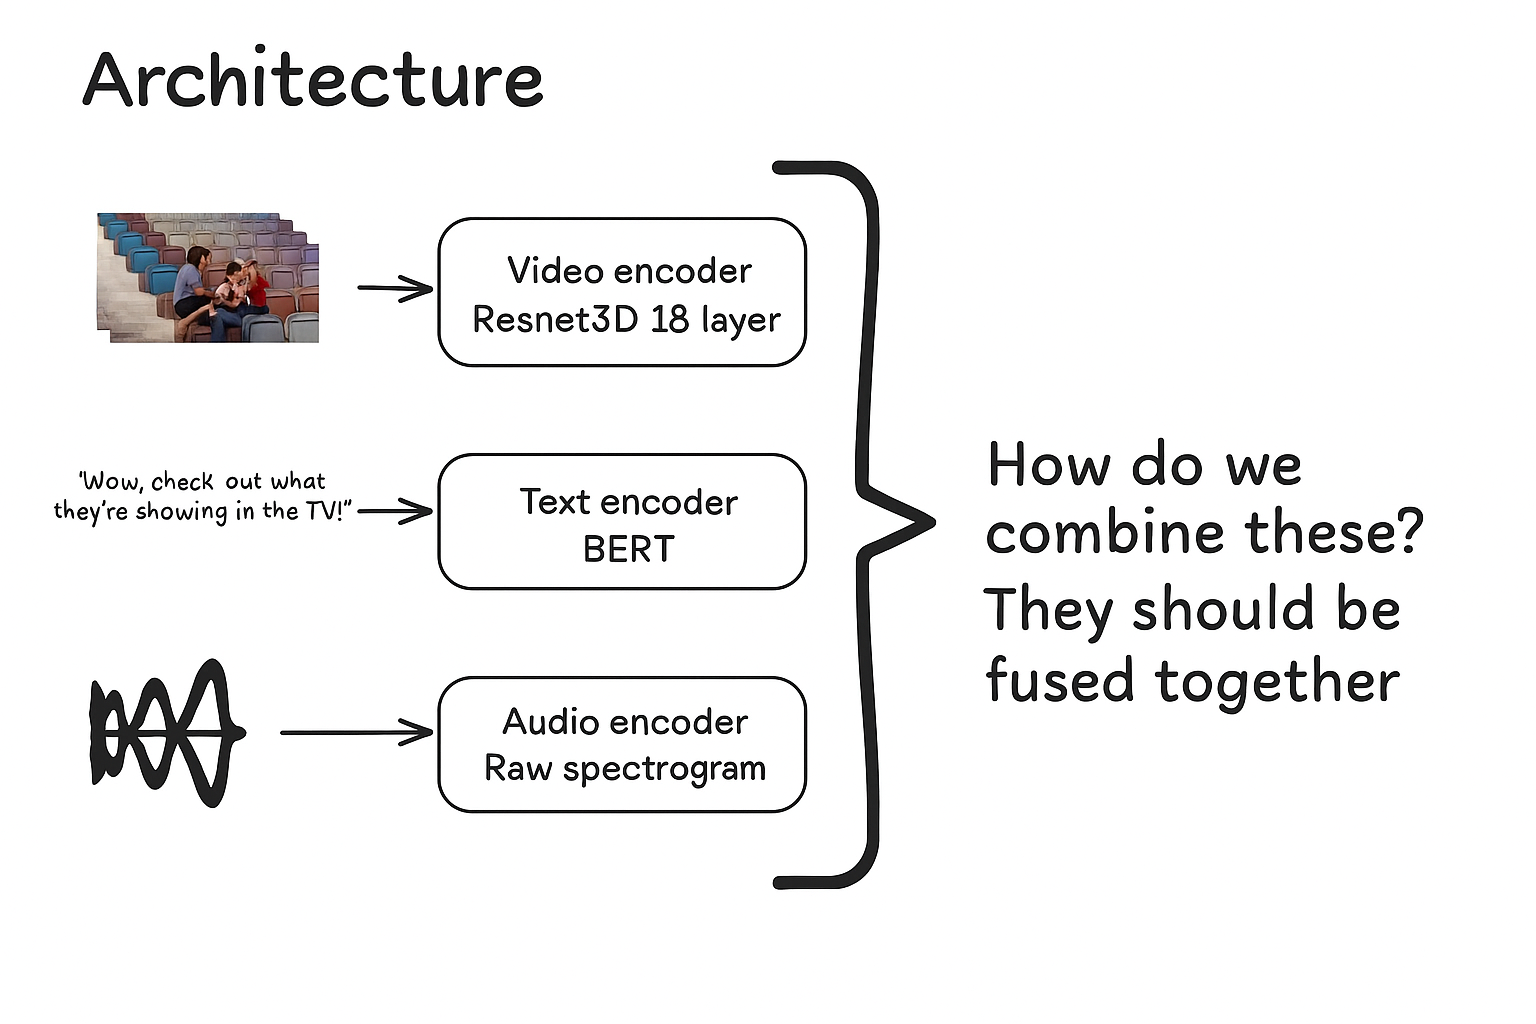 Architecture
Video encoder
Resnet3D 18 layer
"Wow, check out what
they're showing in the TV!"
Text encoder
BERT
Audio encoder
Raw spectrogram
How do we
combine these?
They should be
fused together